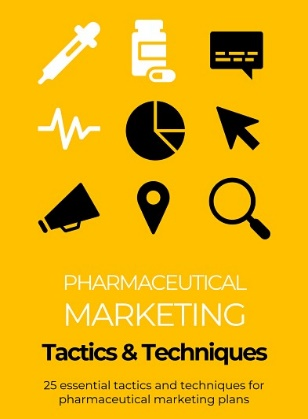 PHARMACEUTICAL
MARKETING
Tactics & Techniques
25 essential tactics and techniques for
pharmaceutical marketing plans